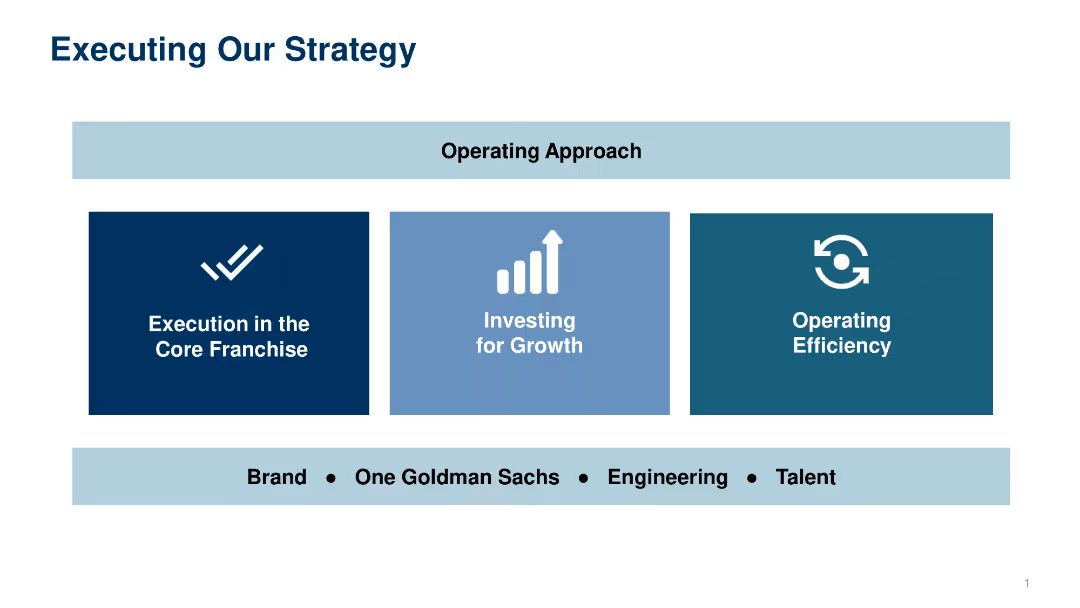 Executing Our Strategy
Operating Approach
Execution in the
Core Franchise
Investing
for Growth
Operating
Efficiency
Brand ● One Goldman Sachs ● Engineering ● Talent
1